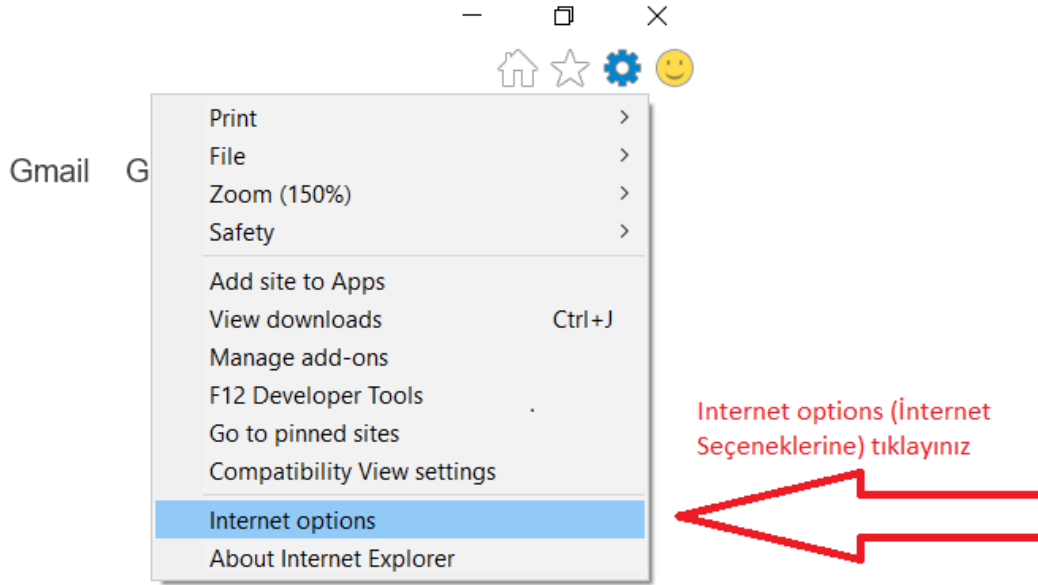 Gmail G
Print
File
Zoom (150%)
Safety
Add site to Apps
View downloads Ctrl+J
Manage add-ons
F12 Developer Tools
Go to pinned sites
Compatibility View settings
Internet options
About Internet Explorer
Internet options (İnternet
Seçeneklerine) tıklayınız